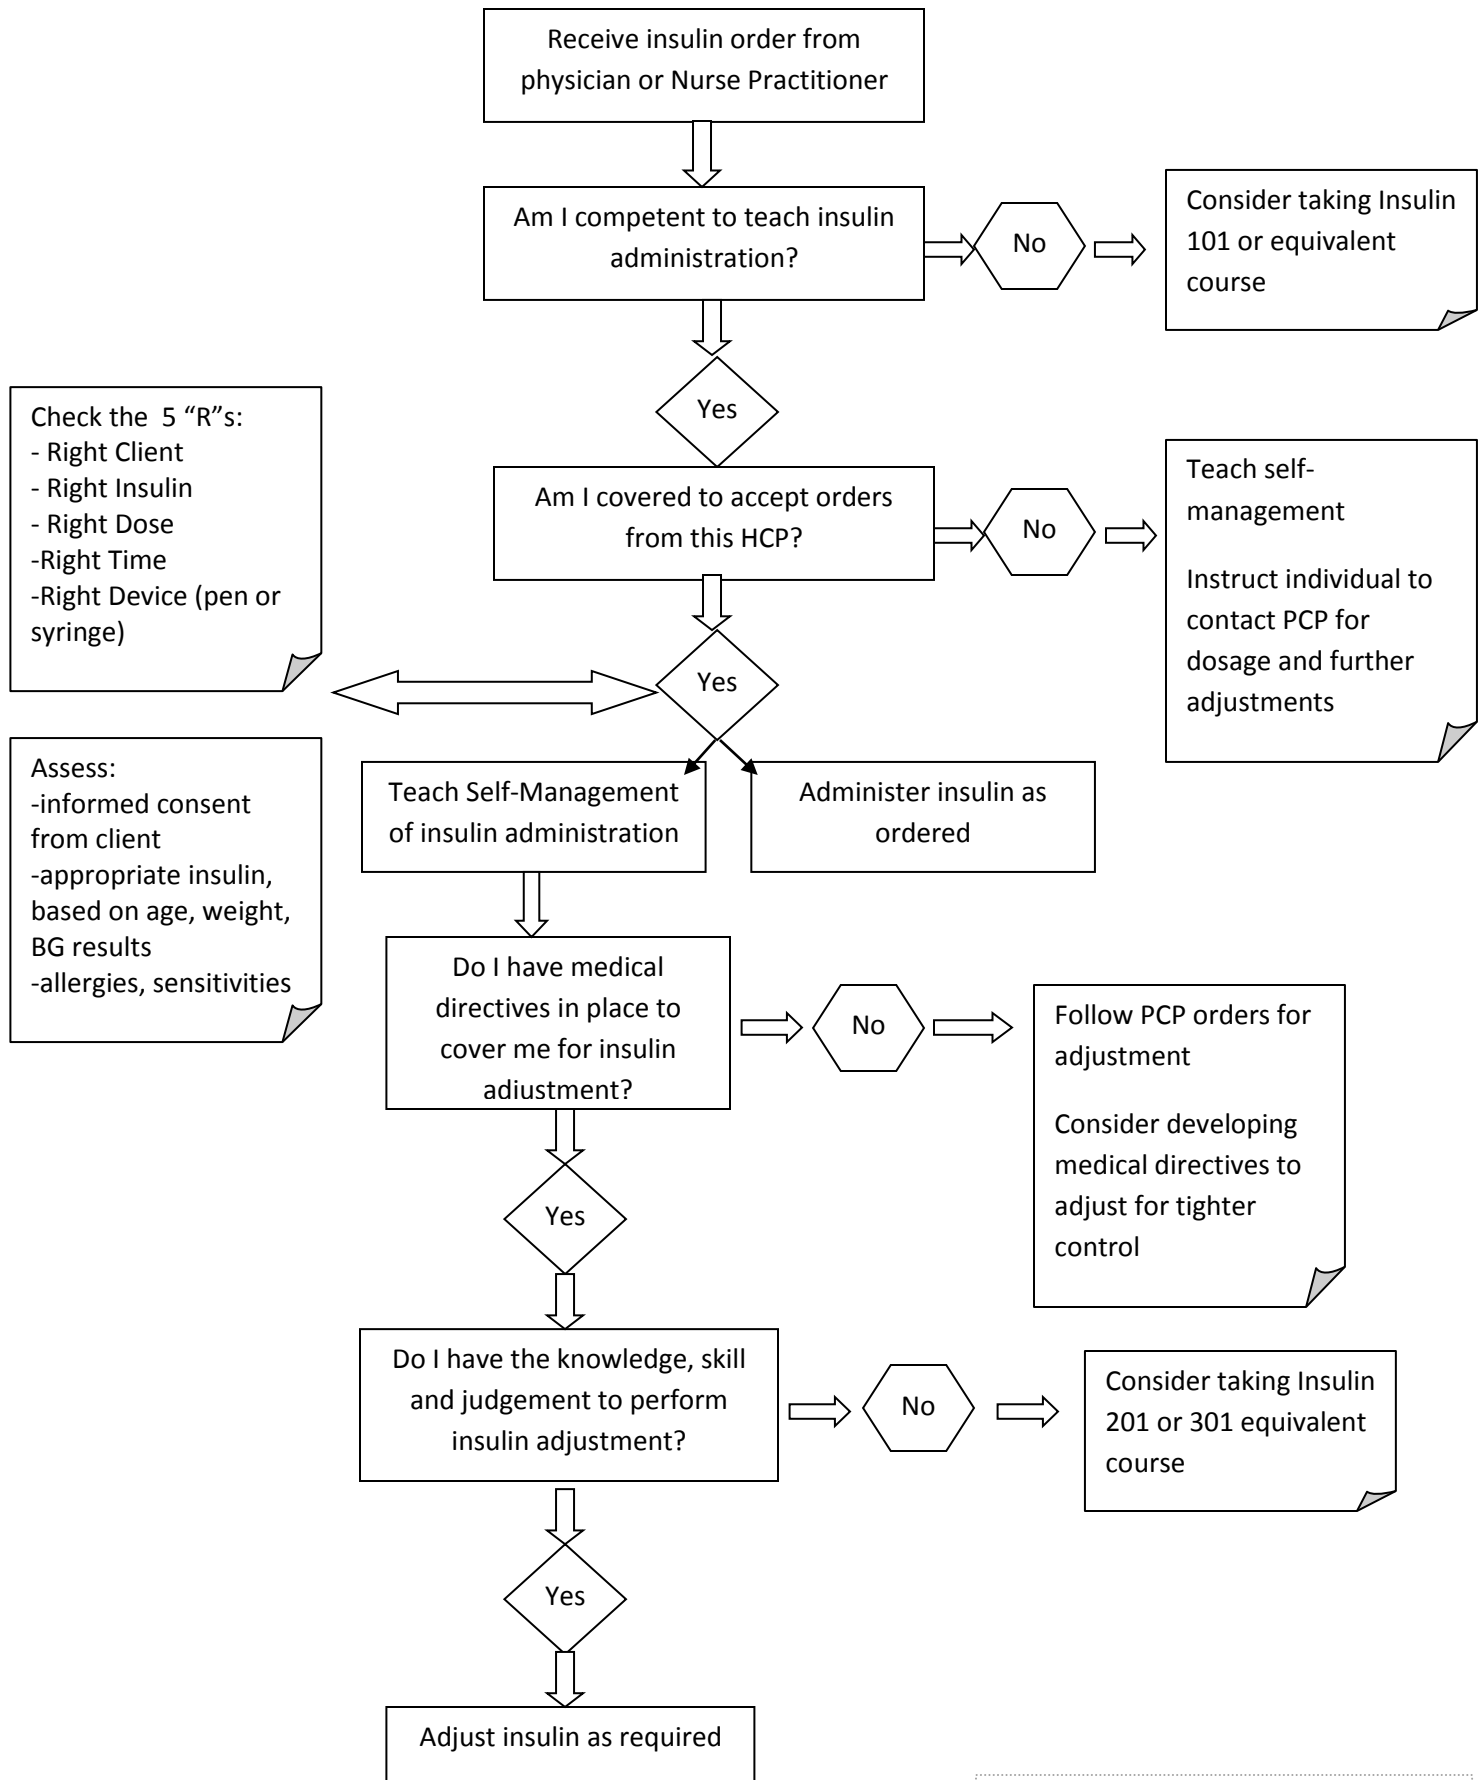 Receive insulin order from
physician or Nurse Practitioner
Am I competent to teach insulin
administration?
No
Consider taking Insulin
101 or equivalent
course
Yes
Check the  5 “R”s:
- Right Client
- Right Insulin
- Right Dose
-Right Time
-Right Device (pen or
syringe)
Am I covered to accept orders
from this HCP?
No
Teach self-
management
Instruct individual to
contact PCP for
dosage and further
adjustments
Yes
Assess:
-informed consent
from client
-appropriate insulin,
based on age, weight,
BG results
-allergies, sensitivities
Teach Self-Management
of insulin administration
Administer insulin as
ordered
Do I have medical
directives in place to
cover me for insulin
adjustment?
No
Follow PCP orders for
adjustment
Consider developing
medical directives to
adjust for tighter
control
Yes
Do I have the knowledge, skill
and judgement to perform
insulin adjustment?
No
Consider taking Insulin
201 or 301 equivalent
course
Yes
Adjust insulin as required